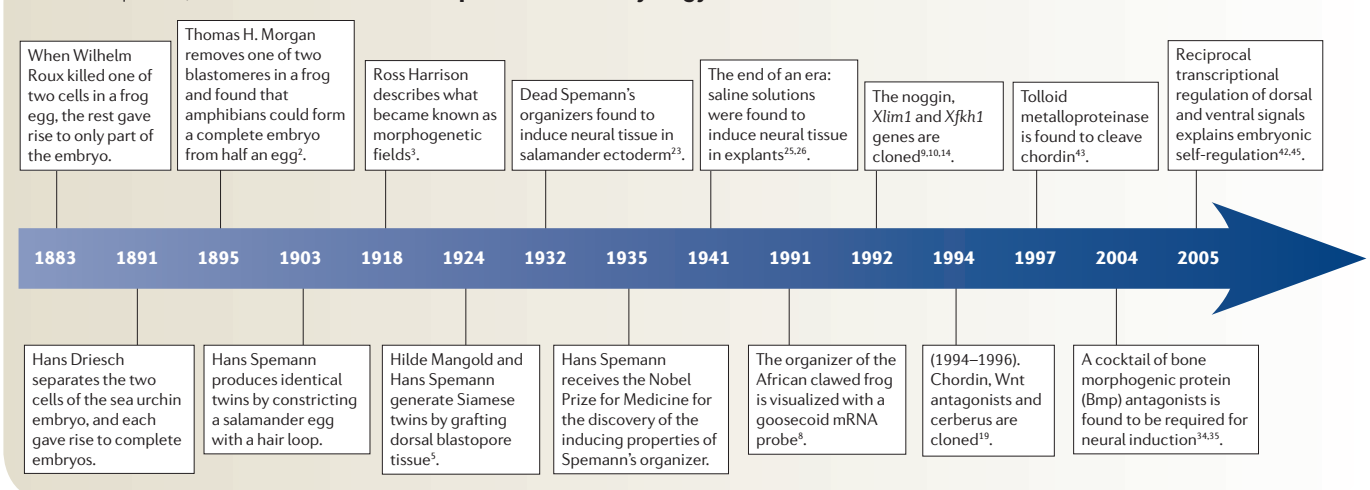 When Wilhelm
Roux killed one of
two cells in a frog
egg, the rest gave
rise to only part of
the embryo.
Thomas H. Morgan
removes one of two
blastomeres in a frog
and found that
amphibians could form
a complete embryo
from half an egg².
Ross Harrison
describes what
became known as
morphogenetic
fields³.
Dead Spemann's
organizers found to
induce neural tissue in
salamander ectoderm²³.
The end of an era:
saline solutions
were found to
induce neural tissue
in explants²⁵,²⁶.
The noggin,
Xlim1 and Xfkh1
genes are
cloned⁹,¹⁰,¹⁴.
Tolloid
metalloproteinase
is found to cleave
chordin⁴³.
Reciprocal
transcriptional
regulation of dorsal
and ventral signals
explains embryonic
self-regulation⁴²,⁴⁵.
1883 1891 1895 1903 1918 1924 1932 1935 1941 1991 1992 1994 1997 2004 2005
Hans Driesch
separates the two
cells of the sea urchin
embryo, and each
gave rise to complete
embryos.
Hans Spemann
produces identical
twins by constricting
a salamander egg
with a hair loop.
Hilde Mangold and
Hans Spemann
generate Siamese
twins by grafting
dorsal blastopore
tissue⁵.
Hans Spemann
receives the Nobel
Prize for Medicine for
the discovery of the
inducing properties of
Spemann's organizer.
The organizer of the
African clawed frog
is visualized with a
goosecoid mRNA
probe⁸.
(1994–1996).
Chordin, Wnt
antagonists and
cerberus are
cloned¹⁹.
A cocktail of bone
morphogenic protein
(Bmp) antagonists is
found to be required for
neural induction³⁴,³⁵.